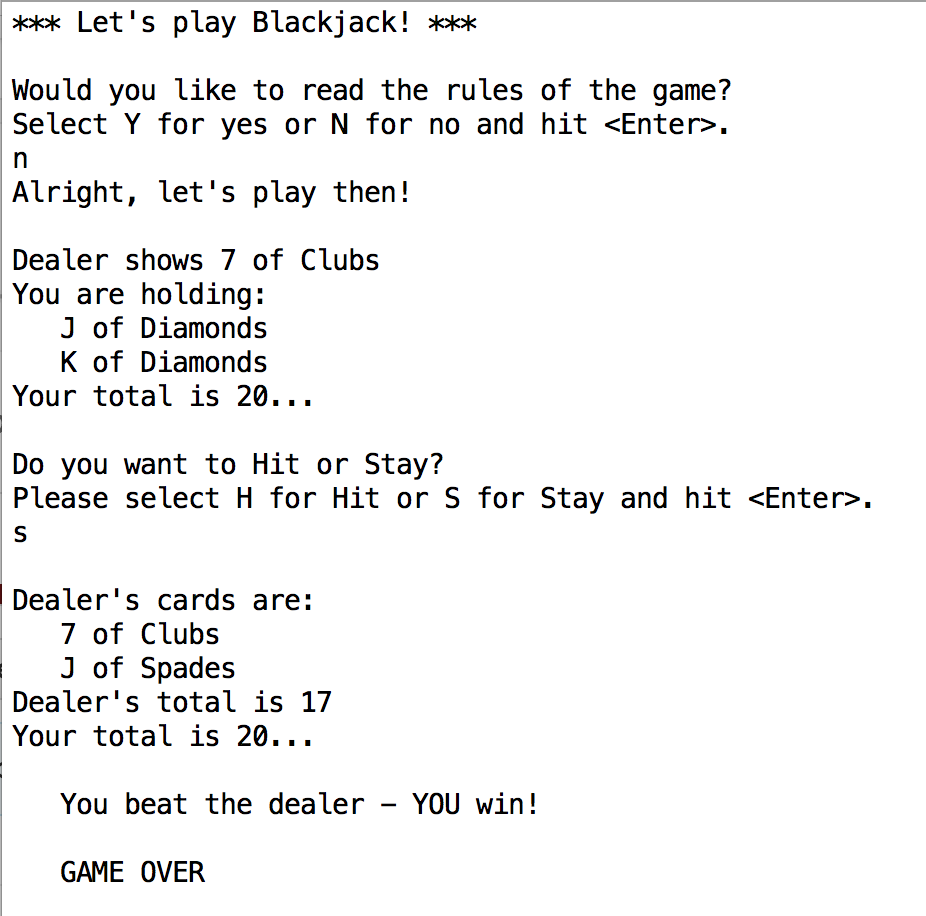 *** Let's play Blackjack! ***
Would you like to read the rules of the game?
Select Y for yes or N for no and hit <Enter>.
n
Alright, let's play then!
Dealer shows 7 of Clubs
You are holding:
J of Diamonds
K of Diamonds
Your total is 20...
Do you want to Hit or Stay?
Please select H for Hit or S for Stay and hit <Enter>.
s
Dealer's cards are:
7 of Clubs
J of Spades
Dealer's total is 17
Your total is 20...
You beat the dealer – YOU win!
GAME OVER